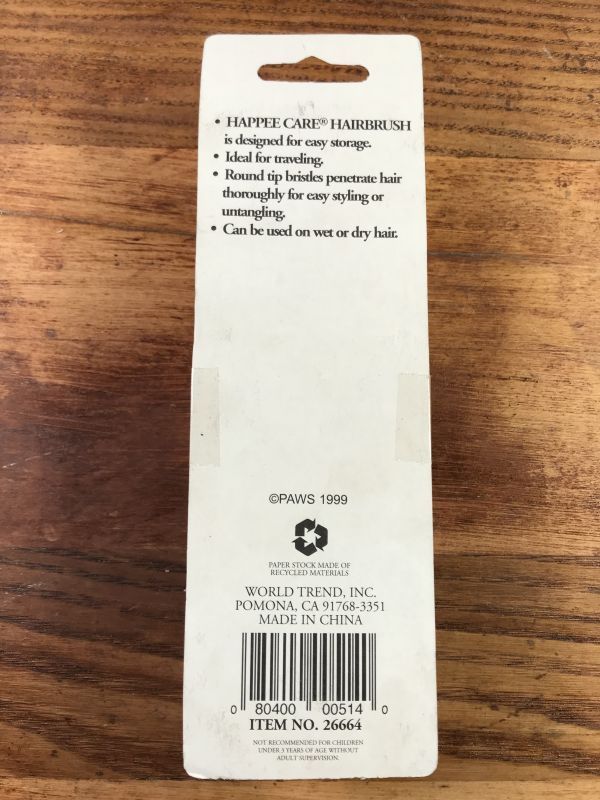 • HAPPEE CARE® HAIRBRUSH
is designed for easy storage.
• Ideal for traveling.
• Round tip bristles penetrate hair
thoroughly for easy styling or
untangling.
• Can be used on wet or dry hair.
©PAWS 1999
PAPER STOCK MADE OF
RECYCLED MATERIALS
WORLD TREND, INC.
POMONA, CA 91768-3351
MADE IN CHINA
0 80400 00514 0
ITEM NO. 26664
NOT RECOMMENDED FOR CHILDREN
UNDER 3 YEARS OF AGE WITHOUT
ADULT SUPERVISION.